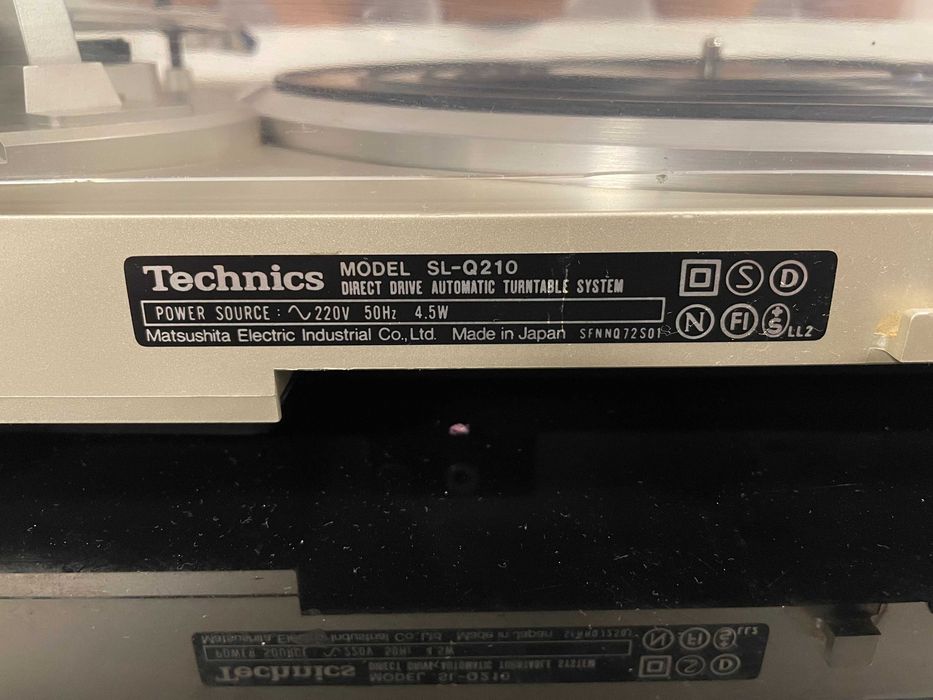 Technics MODEL SL-Q210
DIRECT DRIVE AUTOMATIC TURNTABLE SYSTEM
POWER SOURCE : ∿ 220V 50Hz 4.5W
Matsushita Electric Industrial Co., Ltd. Made in Japan SFNNQ72S01
S D
N FI +S LL2